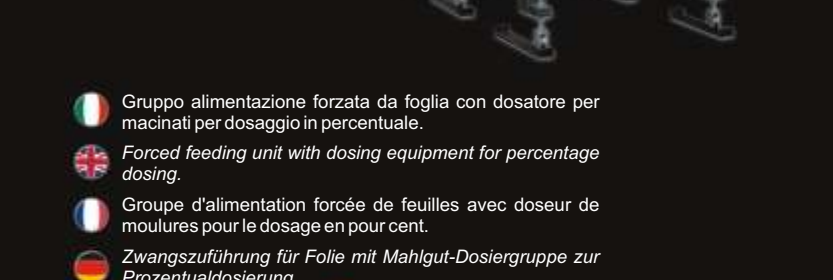 Gruppo alimentazione forzata da foglia con dosatore per
macinati per dosaggio in percentuale.
Forced feeding unit with dosing equipment for percentage
dosing.
Groupe d'alimentation forcée de feuilles avec doseur de
moulures pour le dosage en pour cent.
Zwangszuführung für Folie mit Mahlgut-Dosiergruppe zur
Prozentualdosierung